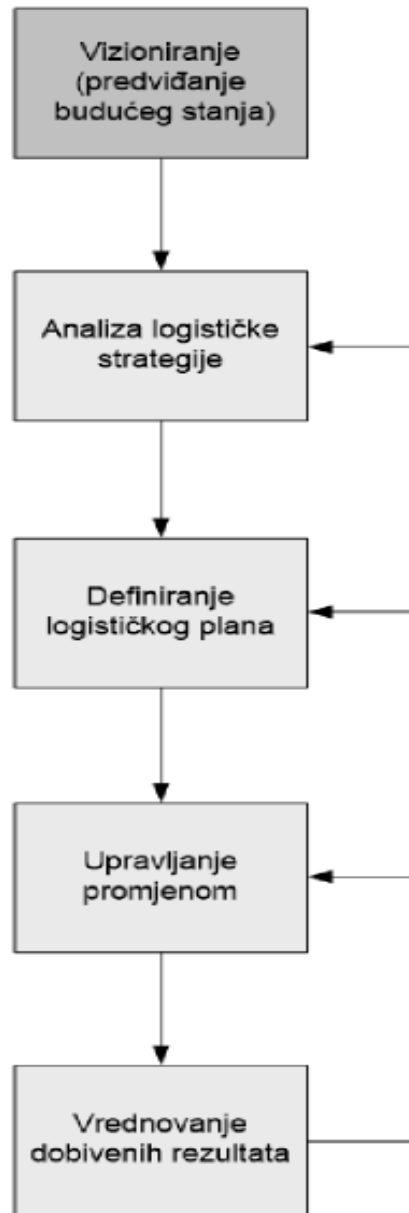 Vizioniranje
(predviđanje
budućeg stanja)
Analiza logističke
strategije
Definiranje
logističkog plana
Upravljanje
promjenom
Vrednovanje
dobivenih rezultata